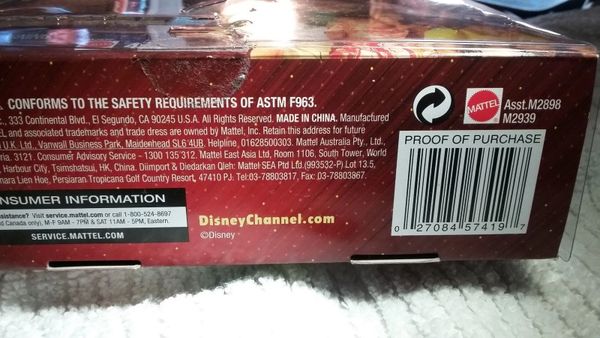 CONFORMS TO THE SAFETY REQUIREMENTS OF ASTM F963.
333 Continental Blvd., El Segundo, CA 90245 U.S.A. All Rights Reserved. MADE IN CHINA. Manufactured
and associated trademarks and trade dress are owned by Mattel, Inc. Retain this address for future
U.K. Ltd., Vanwall Business Park, Maidenhead SL6 4UB. Helpline, 01628500303. Mattel Australia Pty., Ltd.,
3121. Consumer Advisory Service - 1300 135 312. Mattel East Asia Ltd, Room 1106, South Tower, World
Harbour City, Tsimshatsui, HK, China. Diimport & Diedarkan Oleh: Mattel SEA Ptd Ltd.(993532-P) Lot 13.5,
Lien Hoe, Persiaran Tropicana Golf Country Resort, 47410 PJ. Tel:03-78803817, Fax: 03-78803867.
NSUMER INFORMATION
Visit service.mattel.com or call 1-800-524-8697
Canada only), M-F 9AM - 7PM & SAT 11AM - 5PM, Eastern.
SERVICE.MATTEL.COM
DisneyChannel.com
©Disney
MATTEL
Asst.M2898
M2939
PROOF OF PURCHASE
0 27084 57419 7